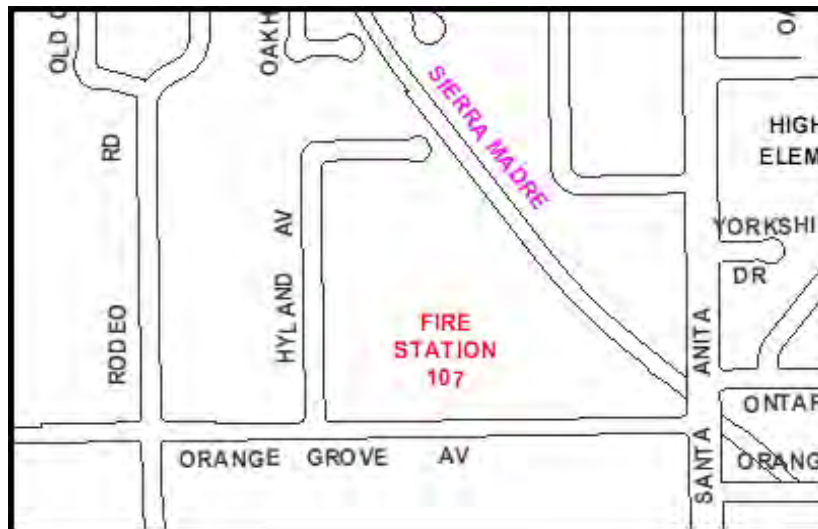 OLD
OAKH
SIERRA MADRE
HIGH
ELEM
RD
HYLAND AV
YORKSHI
DR
RODEO
FIRE
STATION
107
SANTA ANITA
ONTAR
ORANGE GROVE AV
ORANG